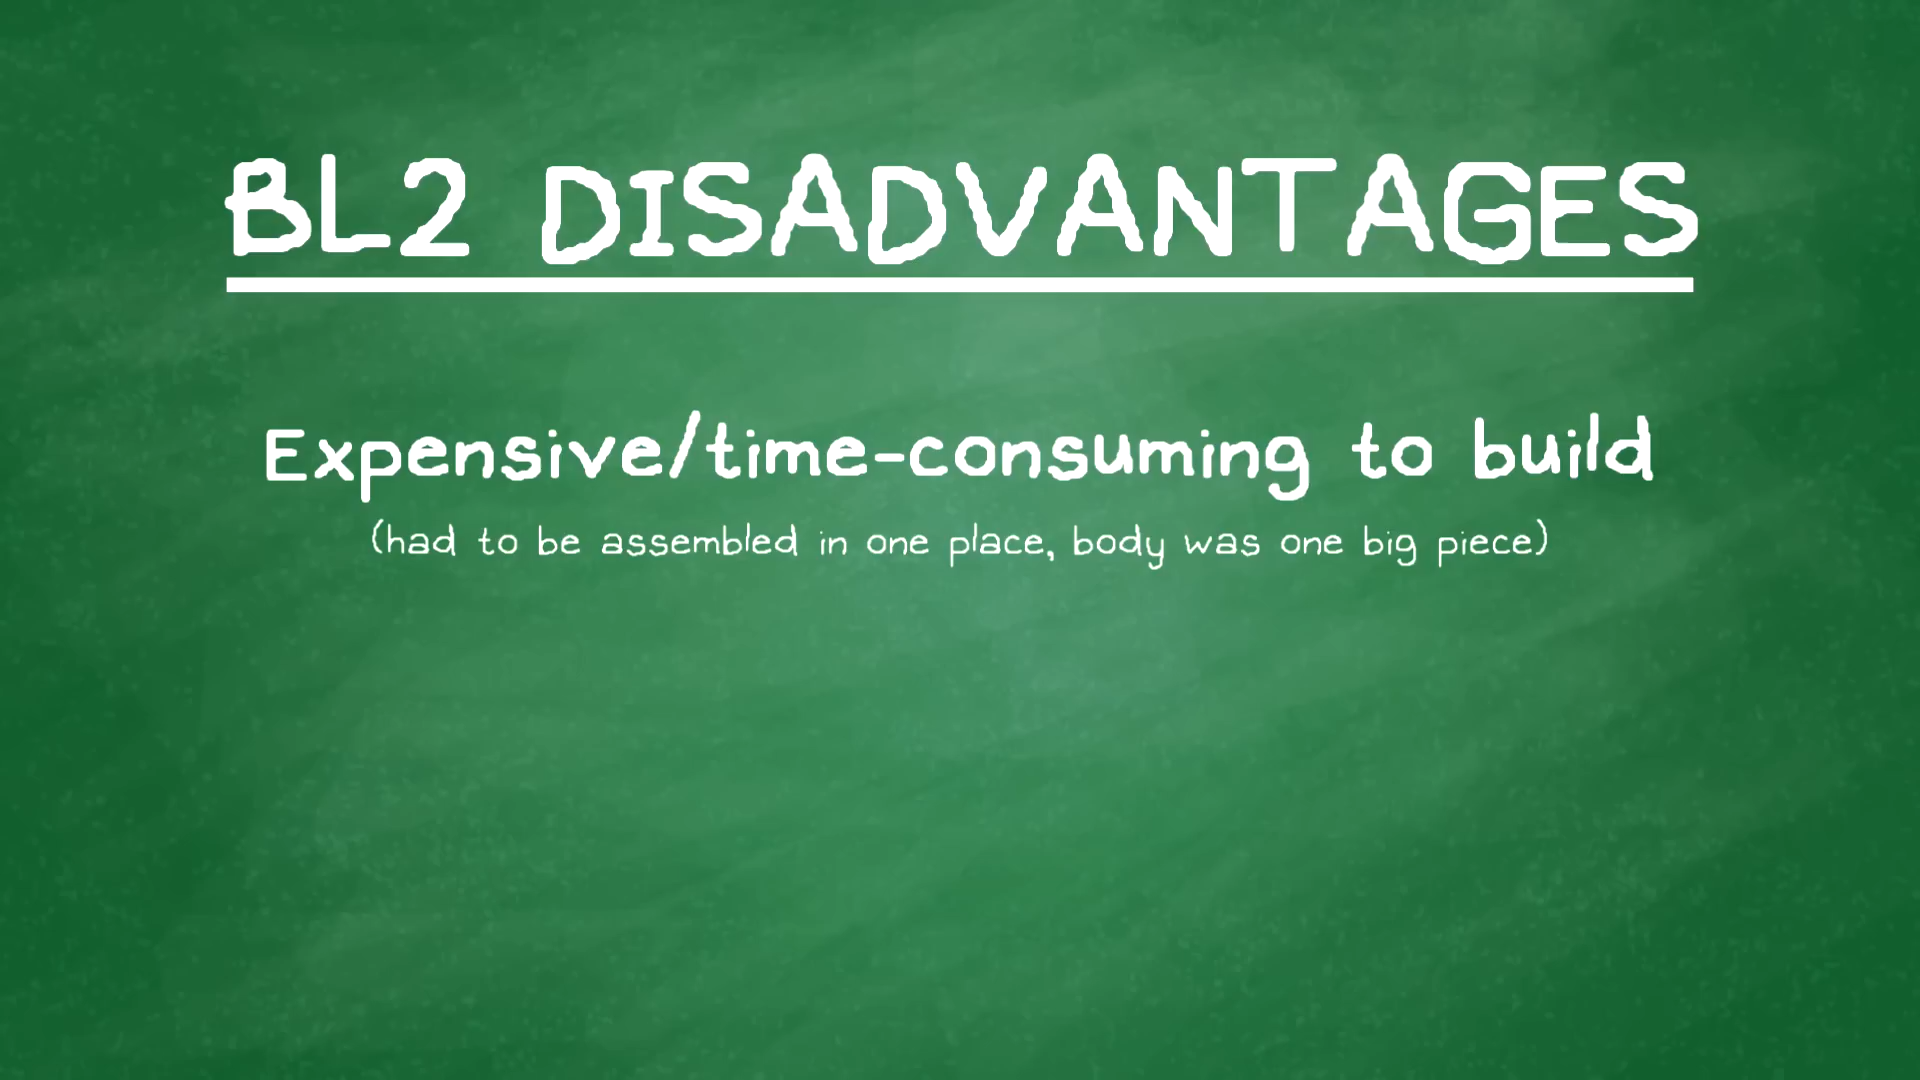 BL2 DISADVANTAGES
Expensive/time-consuming to build
(had to be assembled in one place, body was one big piece)